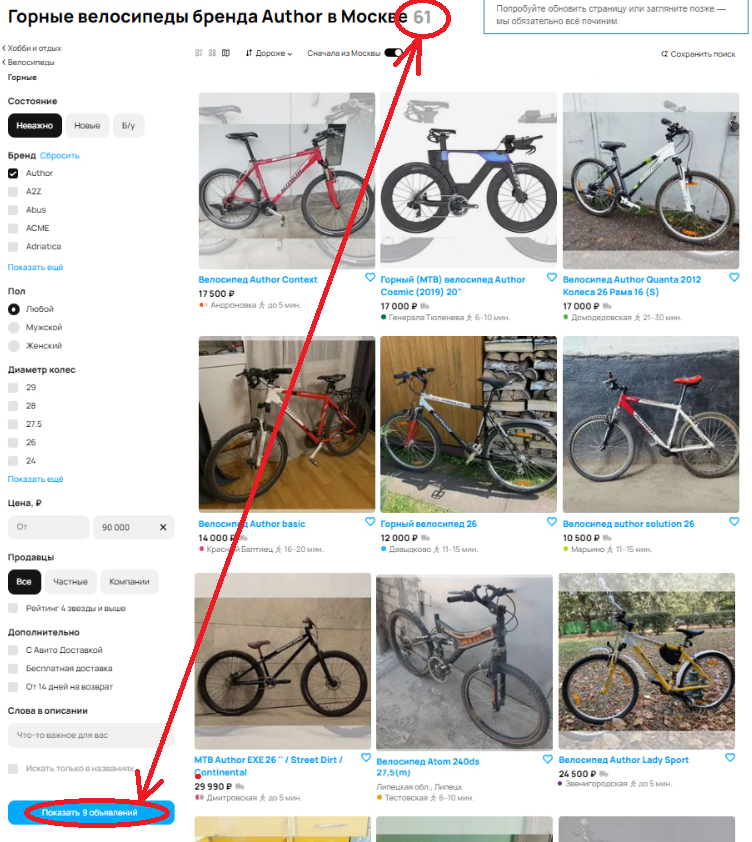 Горные велосипеды бренда Author в Москве 61
Попробуйте обновить страницу или загляните позже —
мы обязательно всё починим.
Хобби и отдых
Велосипеды
Горные
Дороже
Сначала из Москвы
Сохранить поиск
Состояние
Неважно
Новые
Б/у
Бренд Сбросить
Author
A2Z
Abus
ACME
Adriatica
Показать ещё
Пол
Любой
Мужской
Женский
Диаметр колес
29
28
27.5
26
24
Показать ещё
Цена, ₽
От
90 000
Продавцы
Все
Частные
Компании
Рейтинг 4 звезды и выше
Дополнительно
С Авито Доставкой
Бесплатная доставка
От 14 дней на возврат
Слова в описании
Что-то важное для вас
Искать только в названиях
Показать 9 объявлений
Велосипед Author Context
17 500 ₽
Андроновка до 5 мин.
Горный (MTB) велосипед Author
Cosmic (2019) 20"
17 000 ₽
Генерала Тюленева 6–10 мин.
Велосипед Author Quanta 2012
Колеса 26 Рама 16 (S)
17 000 ₽
Домодедовская 21–30 мин.
Велосипед Author basic
14 000 ₽
Красный Балтиец 16–20 мин.
Горный велосипед 26
12 000 ₽
Давыдково 11–15 мин.
Велосипед author solution 26
10 500 ₽
Марьино 11–15 мин.
MTB Author EXE 26 '' / Street Dirt /
Continental
29 990 ₽
Дмитровская до 5 мин.
Велосипед Atom 240ds
27,5(m)
Липецкая обл., Липецк
Тестовская 6–10 мин.
Велосипед Author Lady Sport
24 500 ₽
Звенигородская до 5 мин.